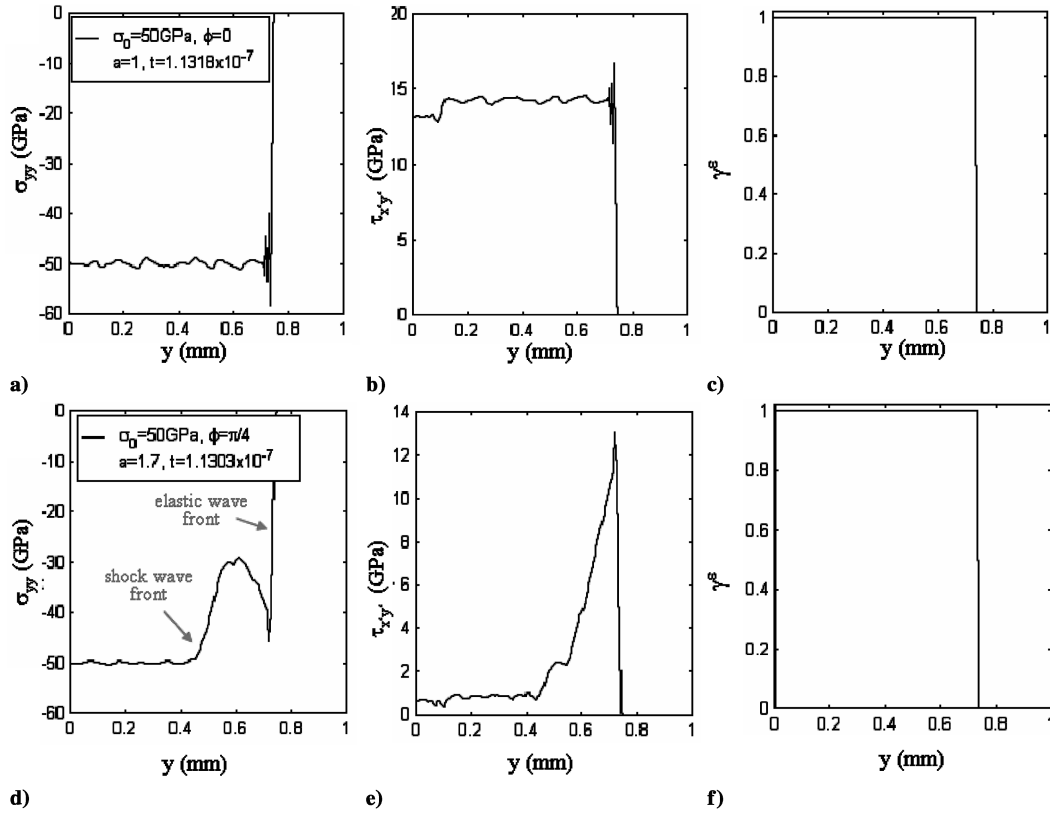 0
-10
-20
-30
-40
-50
-60
σyy (GPa)
σ0=50GPa, ϕ=0
a=1, t=1.1318x10-7
0 0.2 0.4 0.6 0.8 1
y (mm)
a)
20
15
10
5
0
τx'y' (GPa)
0 0.2 0.4 0.6 0.8 1
y (mm)
b)
1
0.8
0.6
0.4
0.2
0
γε
0 0.2 0.4 0.6 0.8 1
y (mm)
c)
0
-10
-20
-30
-40
-50
-60
σyy (GPa)
σ0=50GPa, ϕ=π/4
a=1.7, t=1.1303x10-7
elastic wave
front
shock wave
front
0 0.2 0.4 0.6 0.8 1
y (mm)
d)
14
12
10
8
6
4
2
0
τx'y' (GPa)
0 0.2 0.4 0.6 0.8 1
y (mm)
e)
1
0.8
0.6
0.4
0.2
0
γε
0 0.2 0.4 0.6 0.8 1
y (mm)
f)